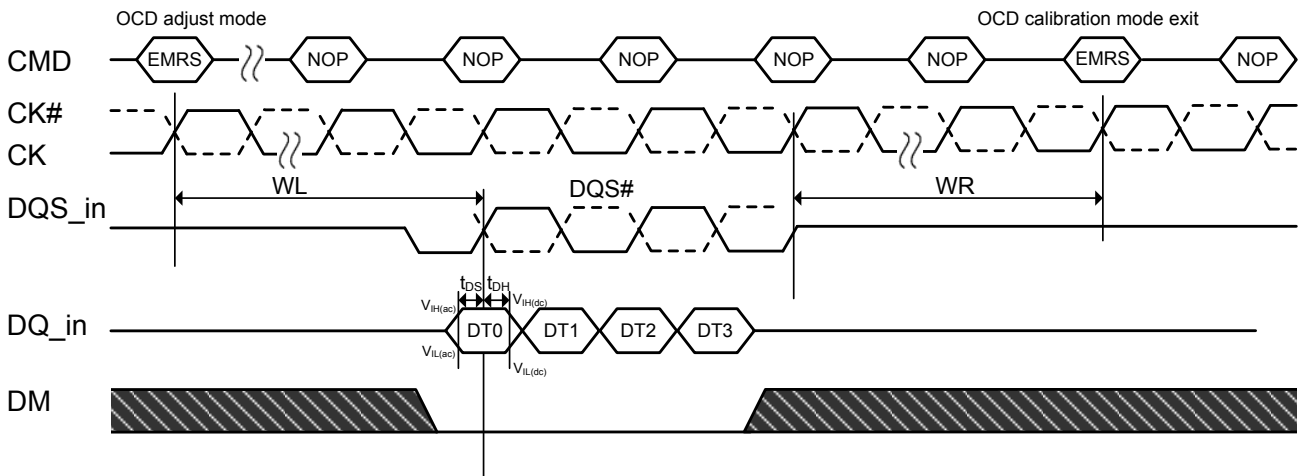 OCD adjust mode OCD calibration mode exit
CMD EMRS NOP NOP NOP NOP NOP EMRS NOP
CK#
CK
WL DQS# WR
DQS_in
tDS tDH
VIH(ac) VIH(dc)
DQ_in DT0 DT1 DT2 DT3
VIL(ac)
VIL(dc)
DM